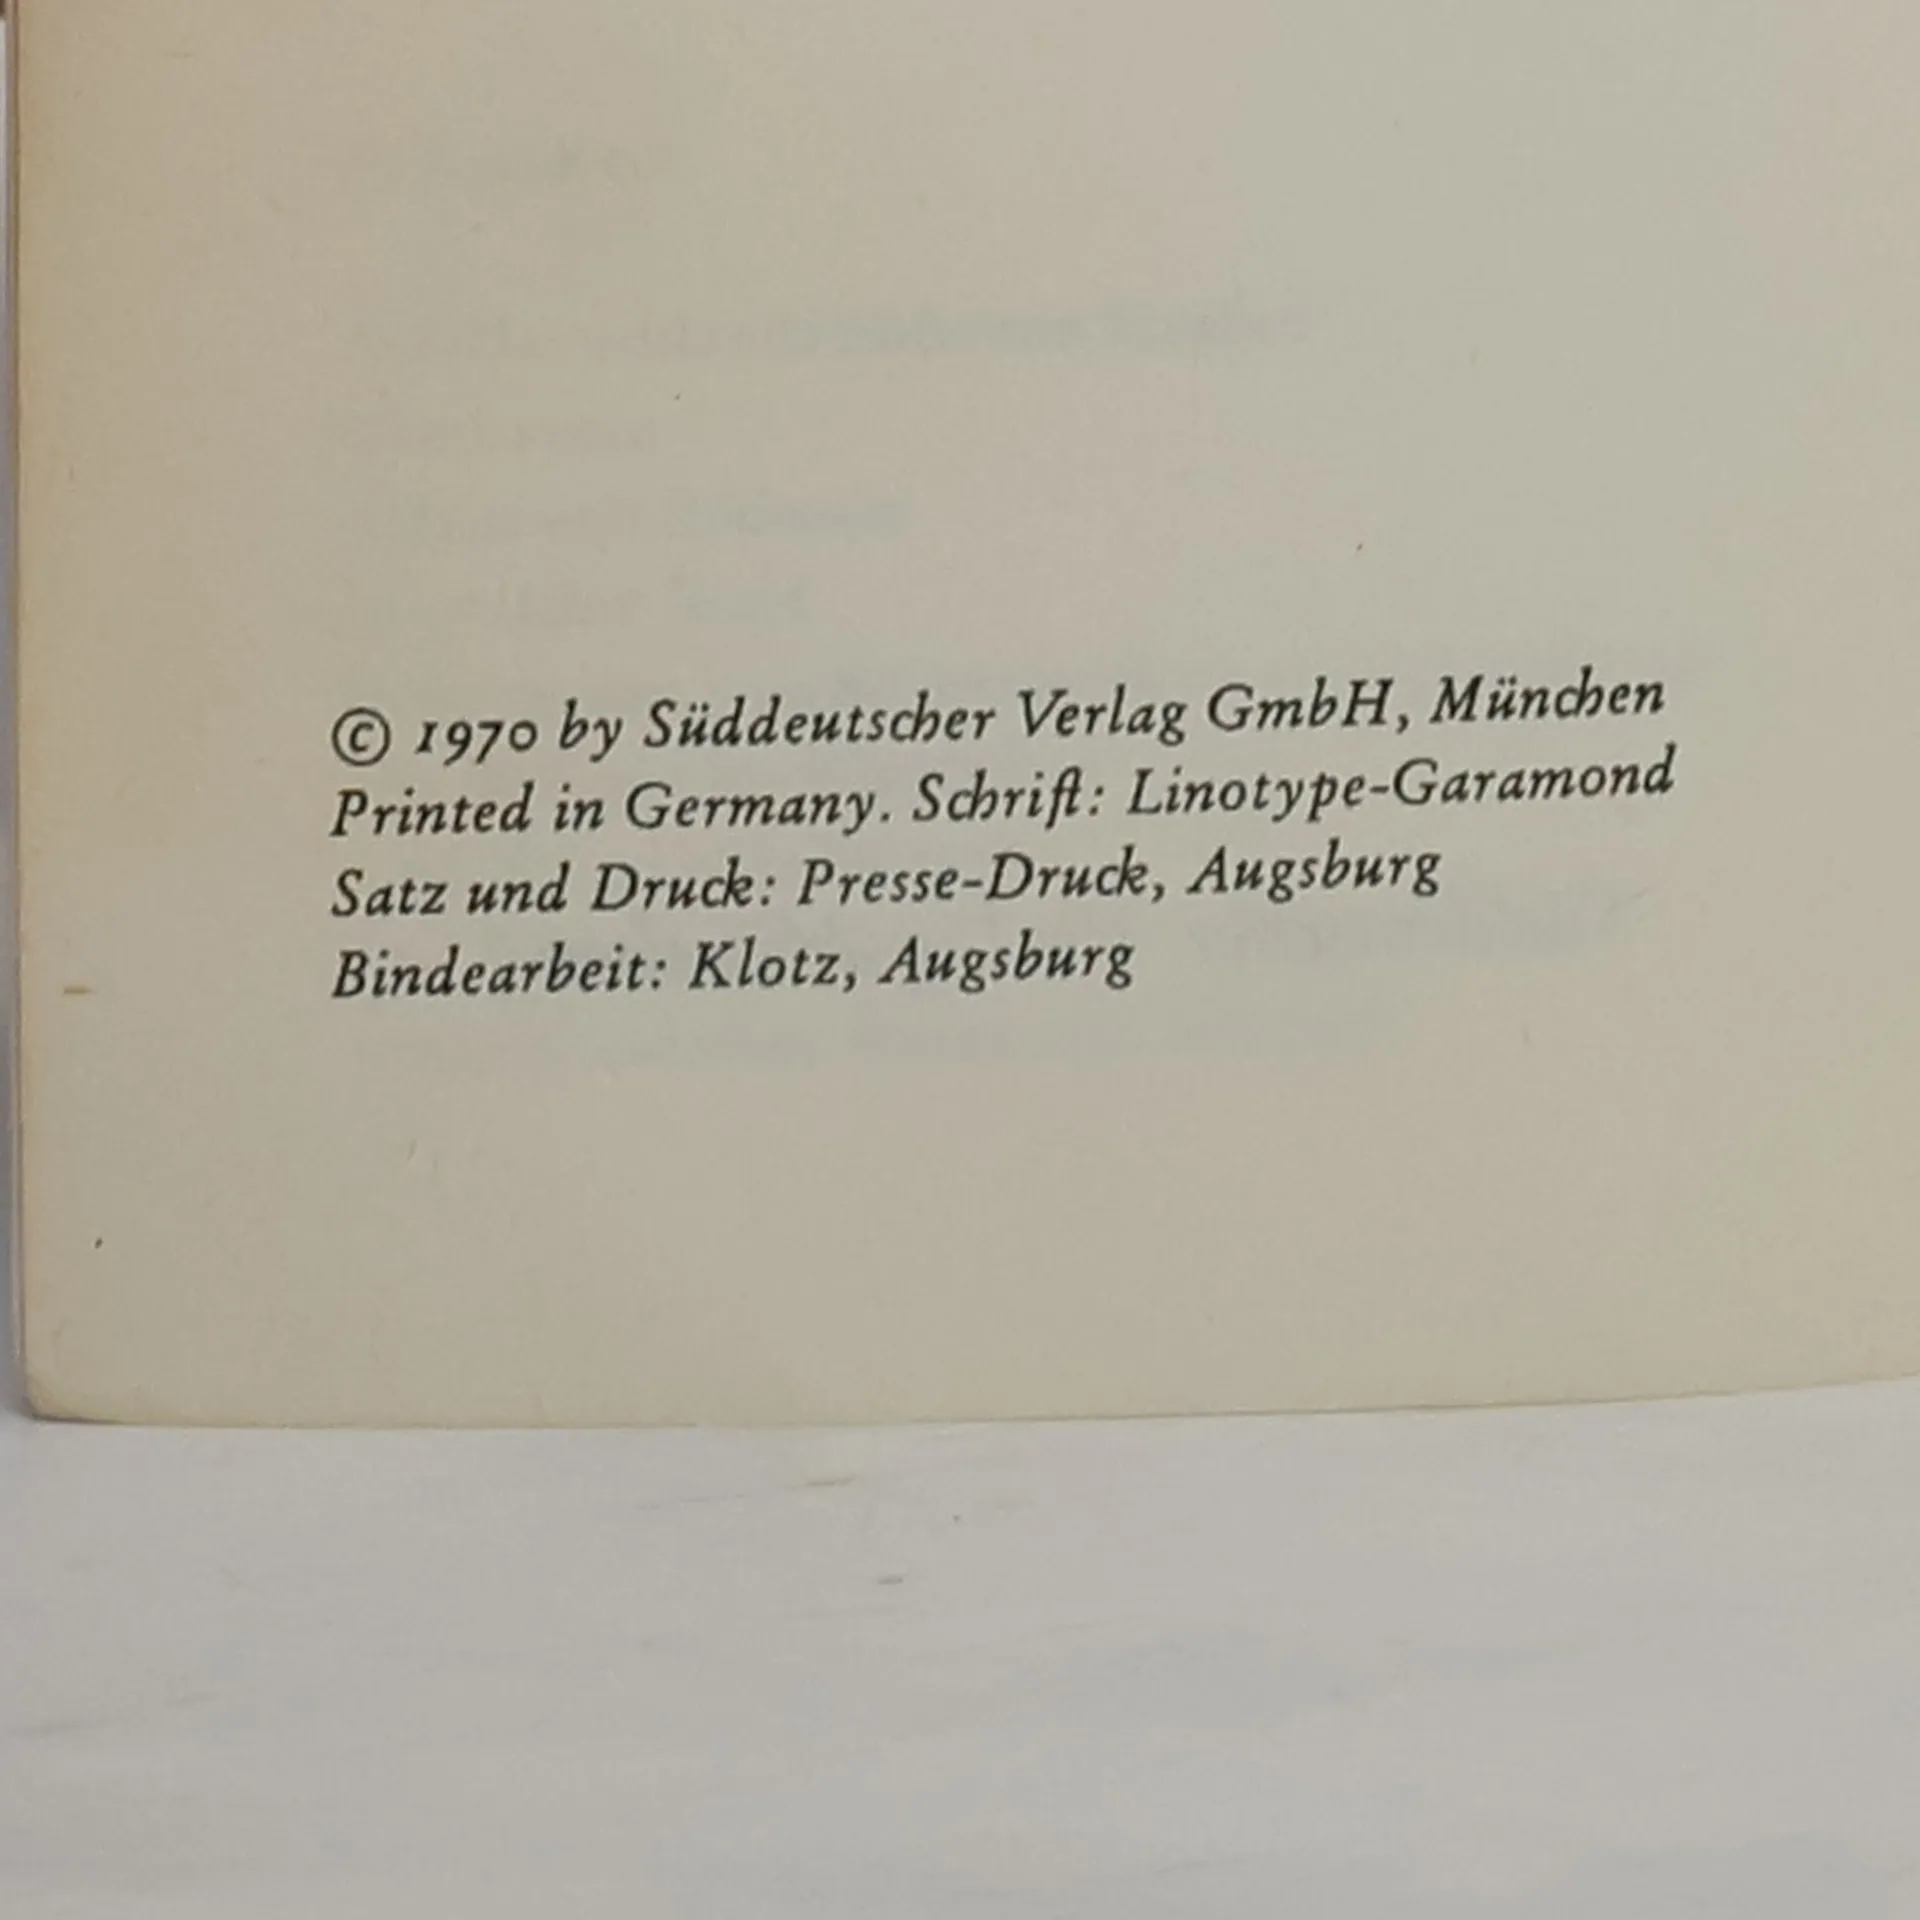 © 1970 by Süddeutscher Verlag GmbH, München
Printed in Germany. Schrift: Linotype-Garamond
Satz und Druck: Presse-Druck, Augsburg
Bindearbeit: Klotz, Augsburg